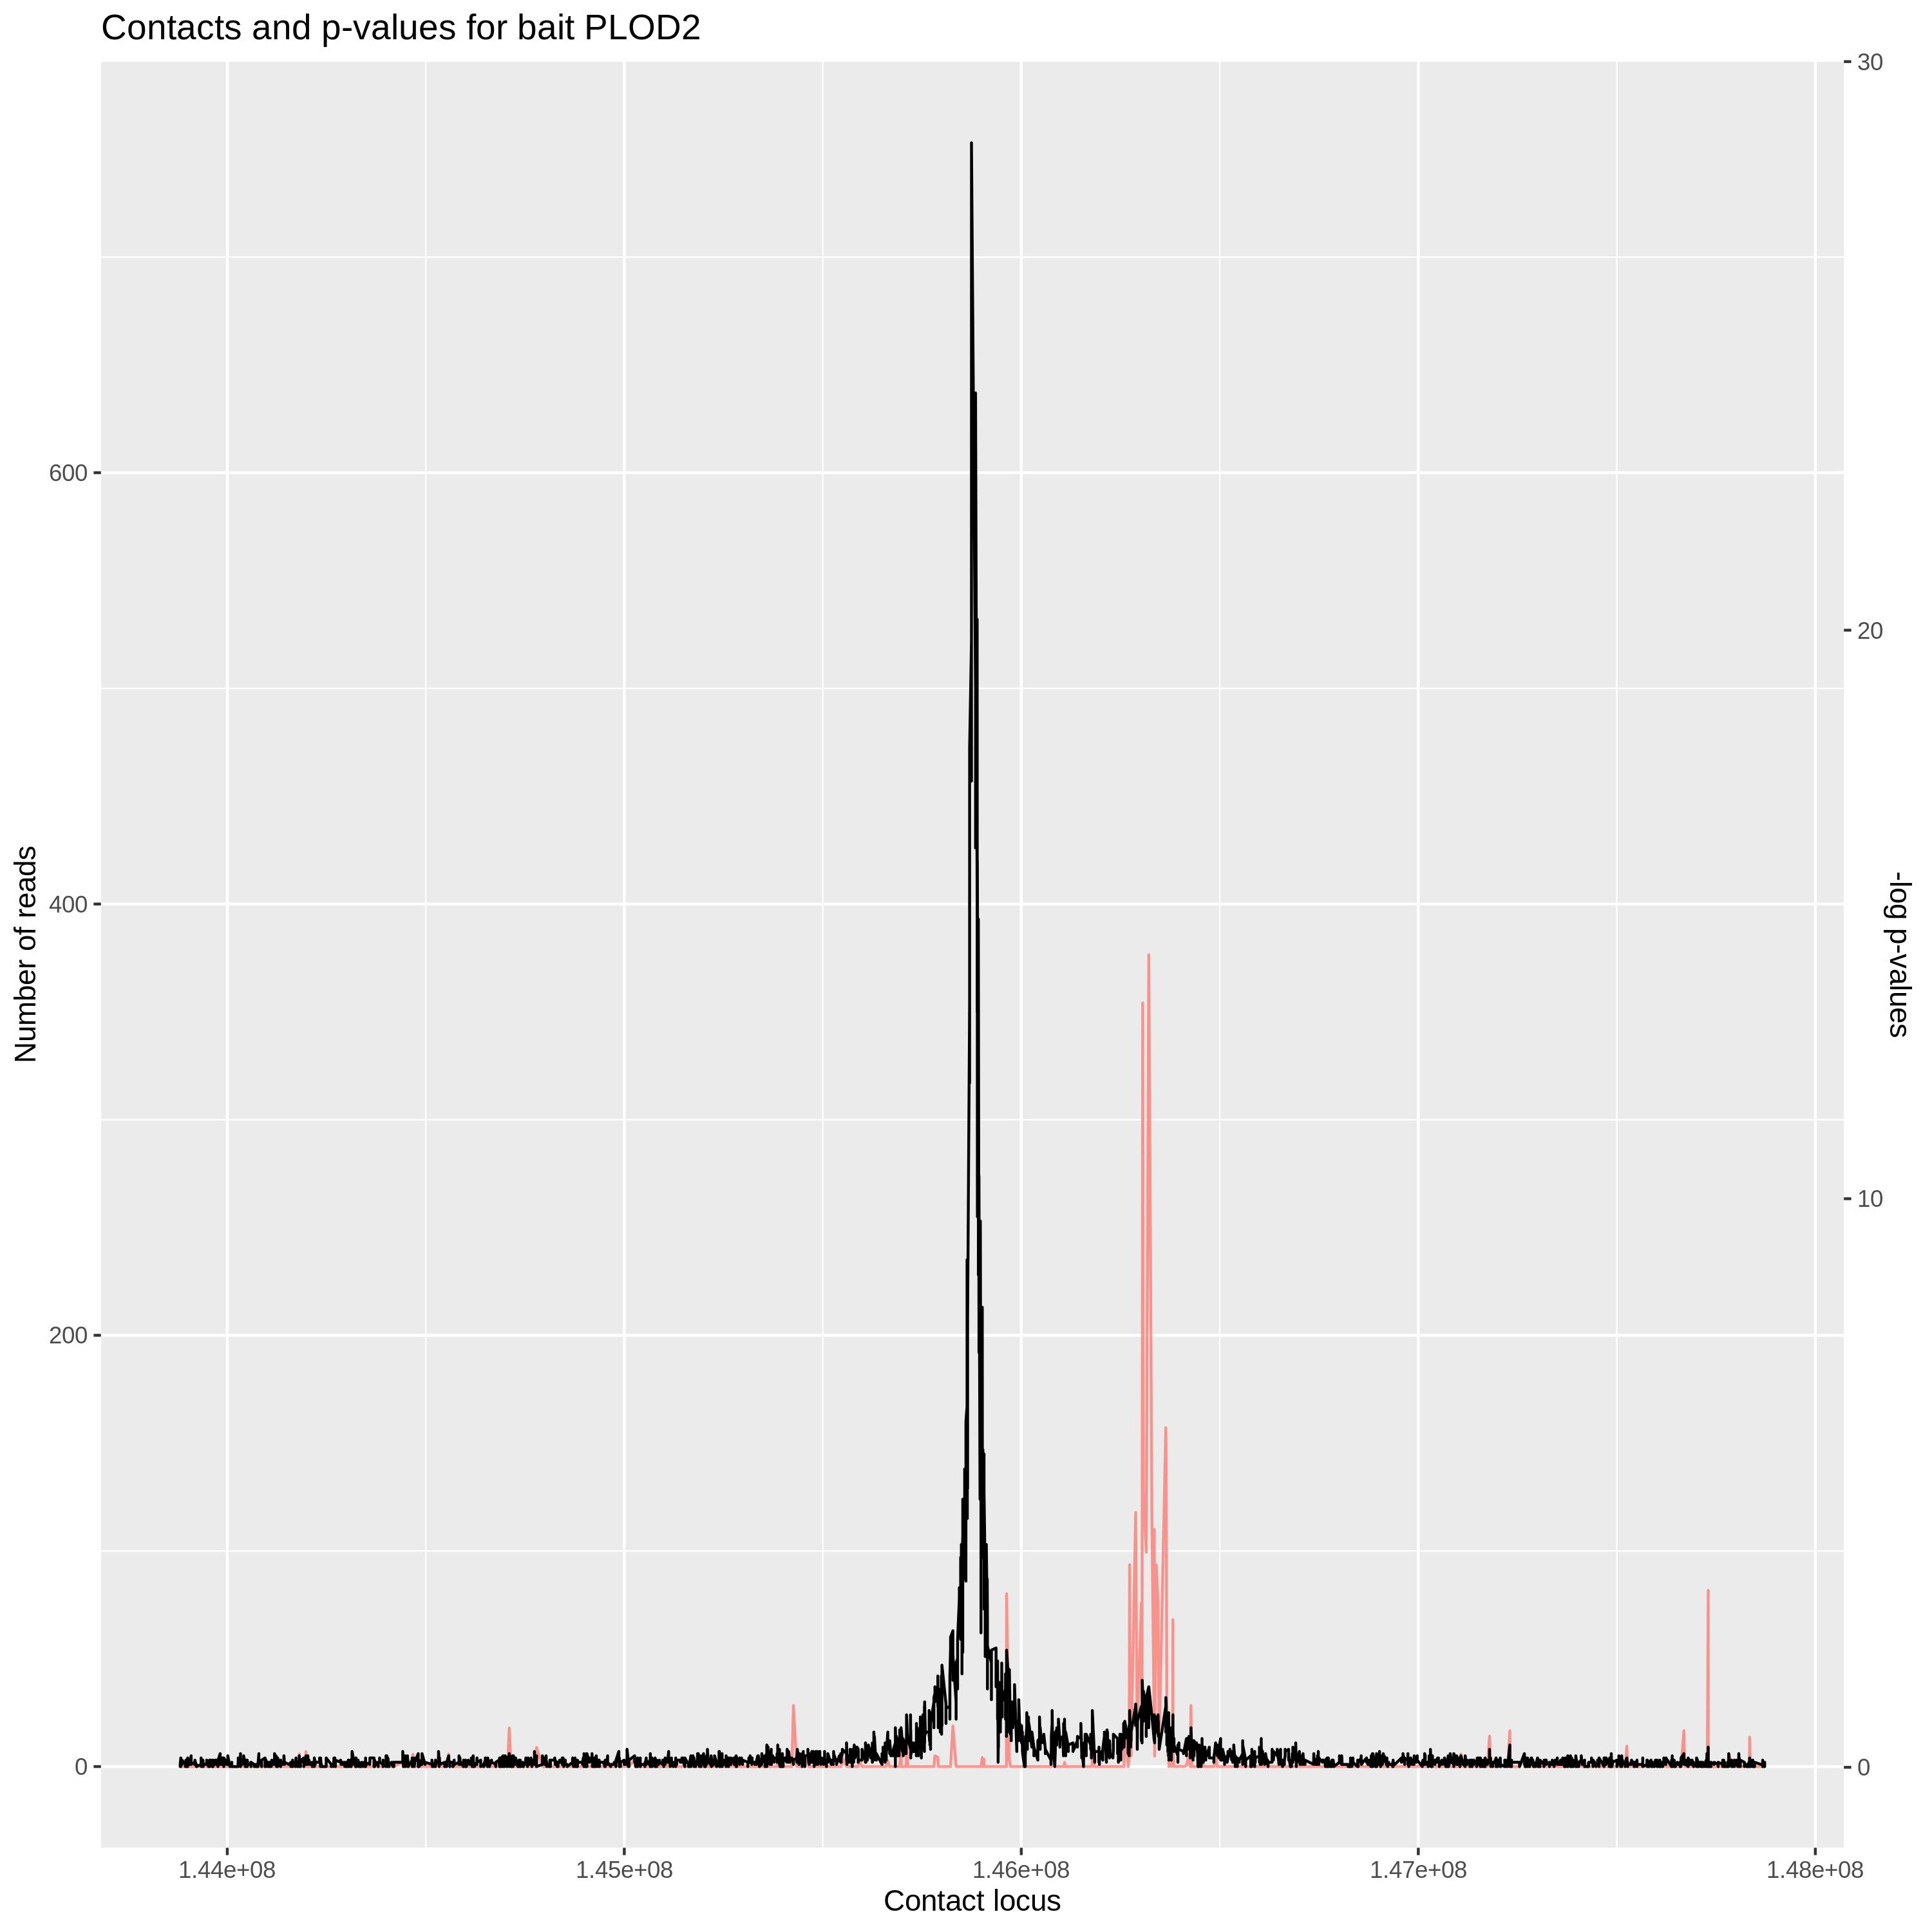 Contacts and p-values for bait PLOD2
Number of reads
600
400
200
0
30
20
10
0
-log p-values
1.44e+08
1.45e+08
1.46e+08
1.47e+08
1.48e+08
Contact locus